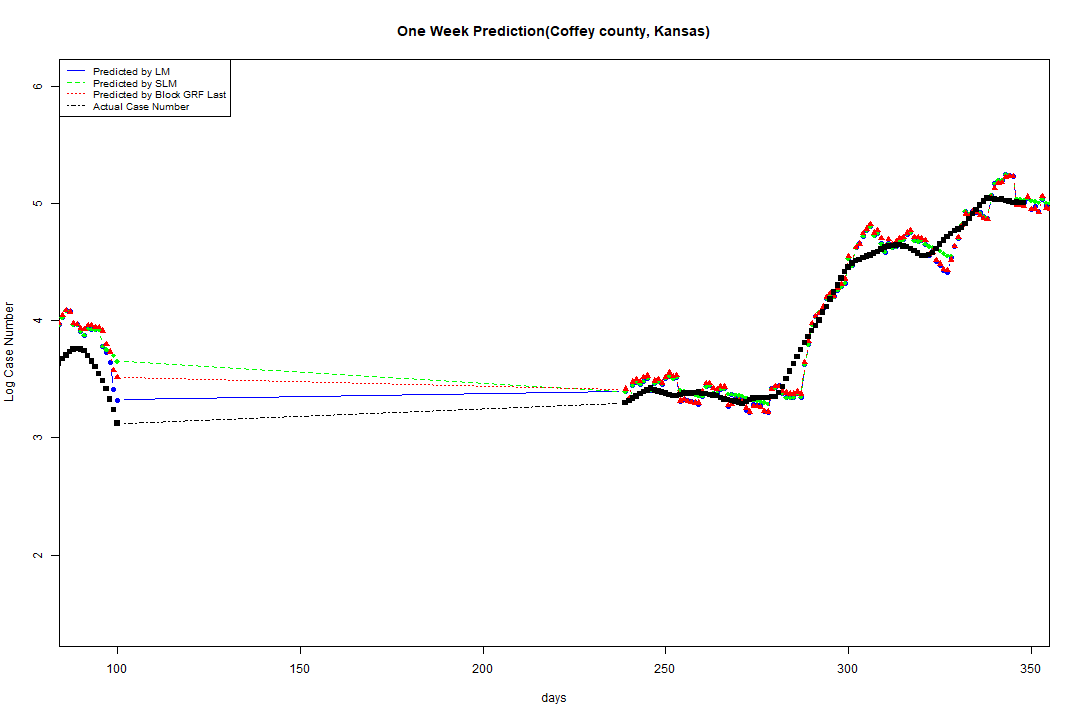 One Week Prediction(Coffey county, Kansas)
Predicted by LM
Predicted by SLM
Predicted by Block GRF Last
Actual Case Number
6
5
4
3
2
Log Case Number
100 150 200 250 300 350
days